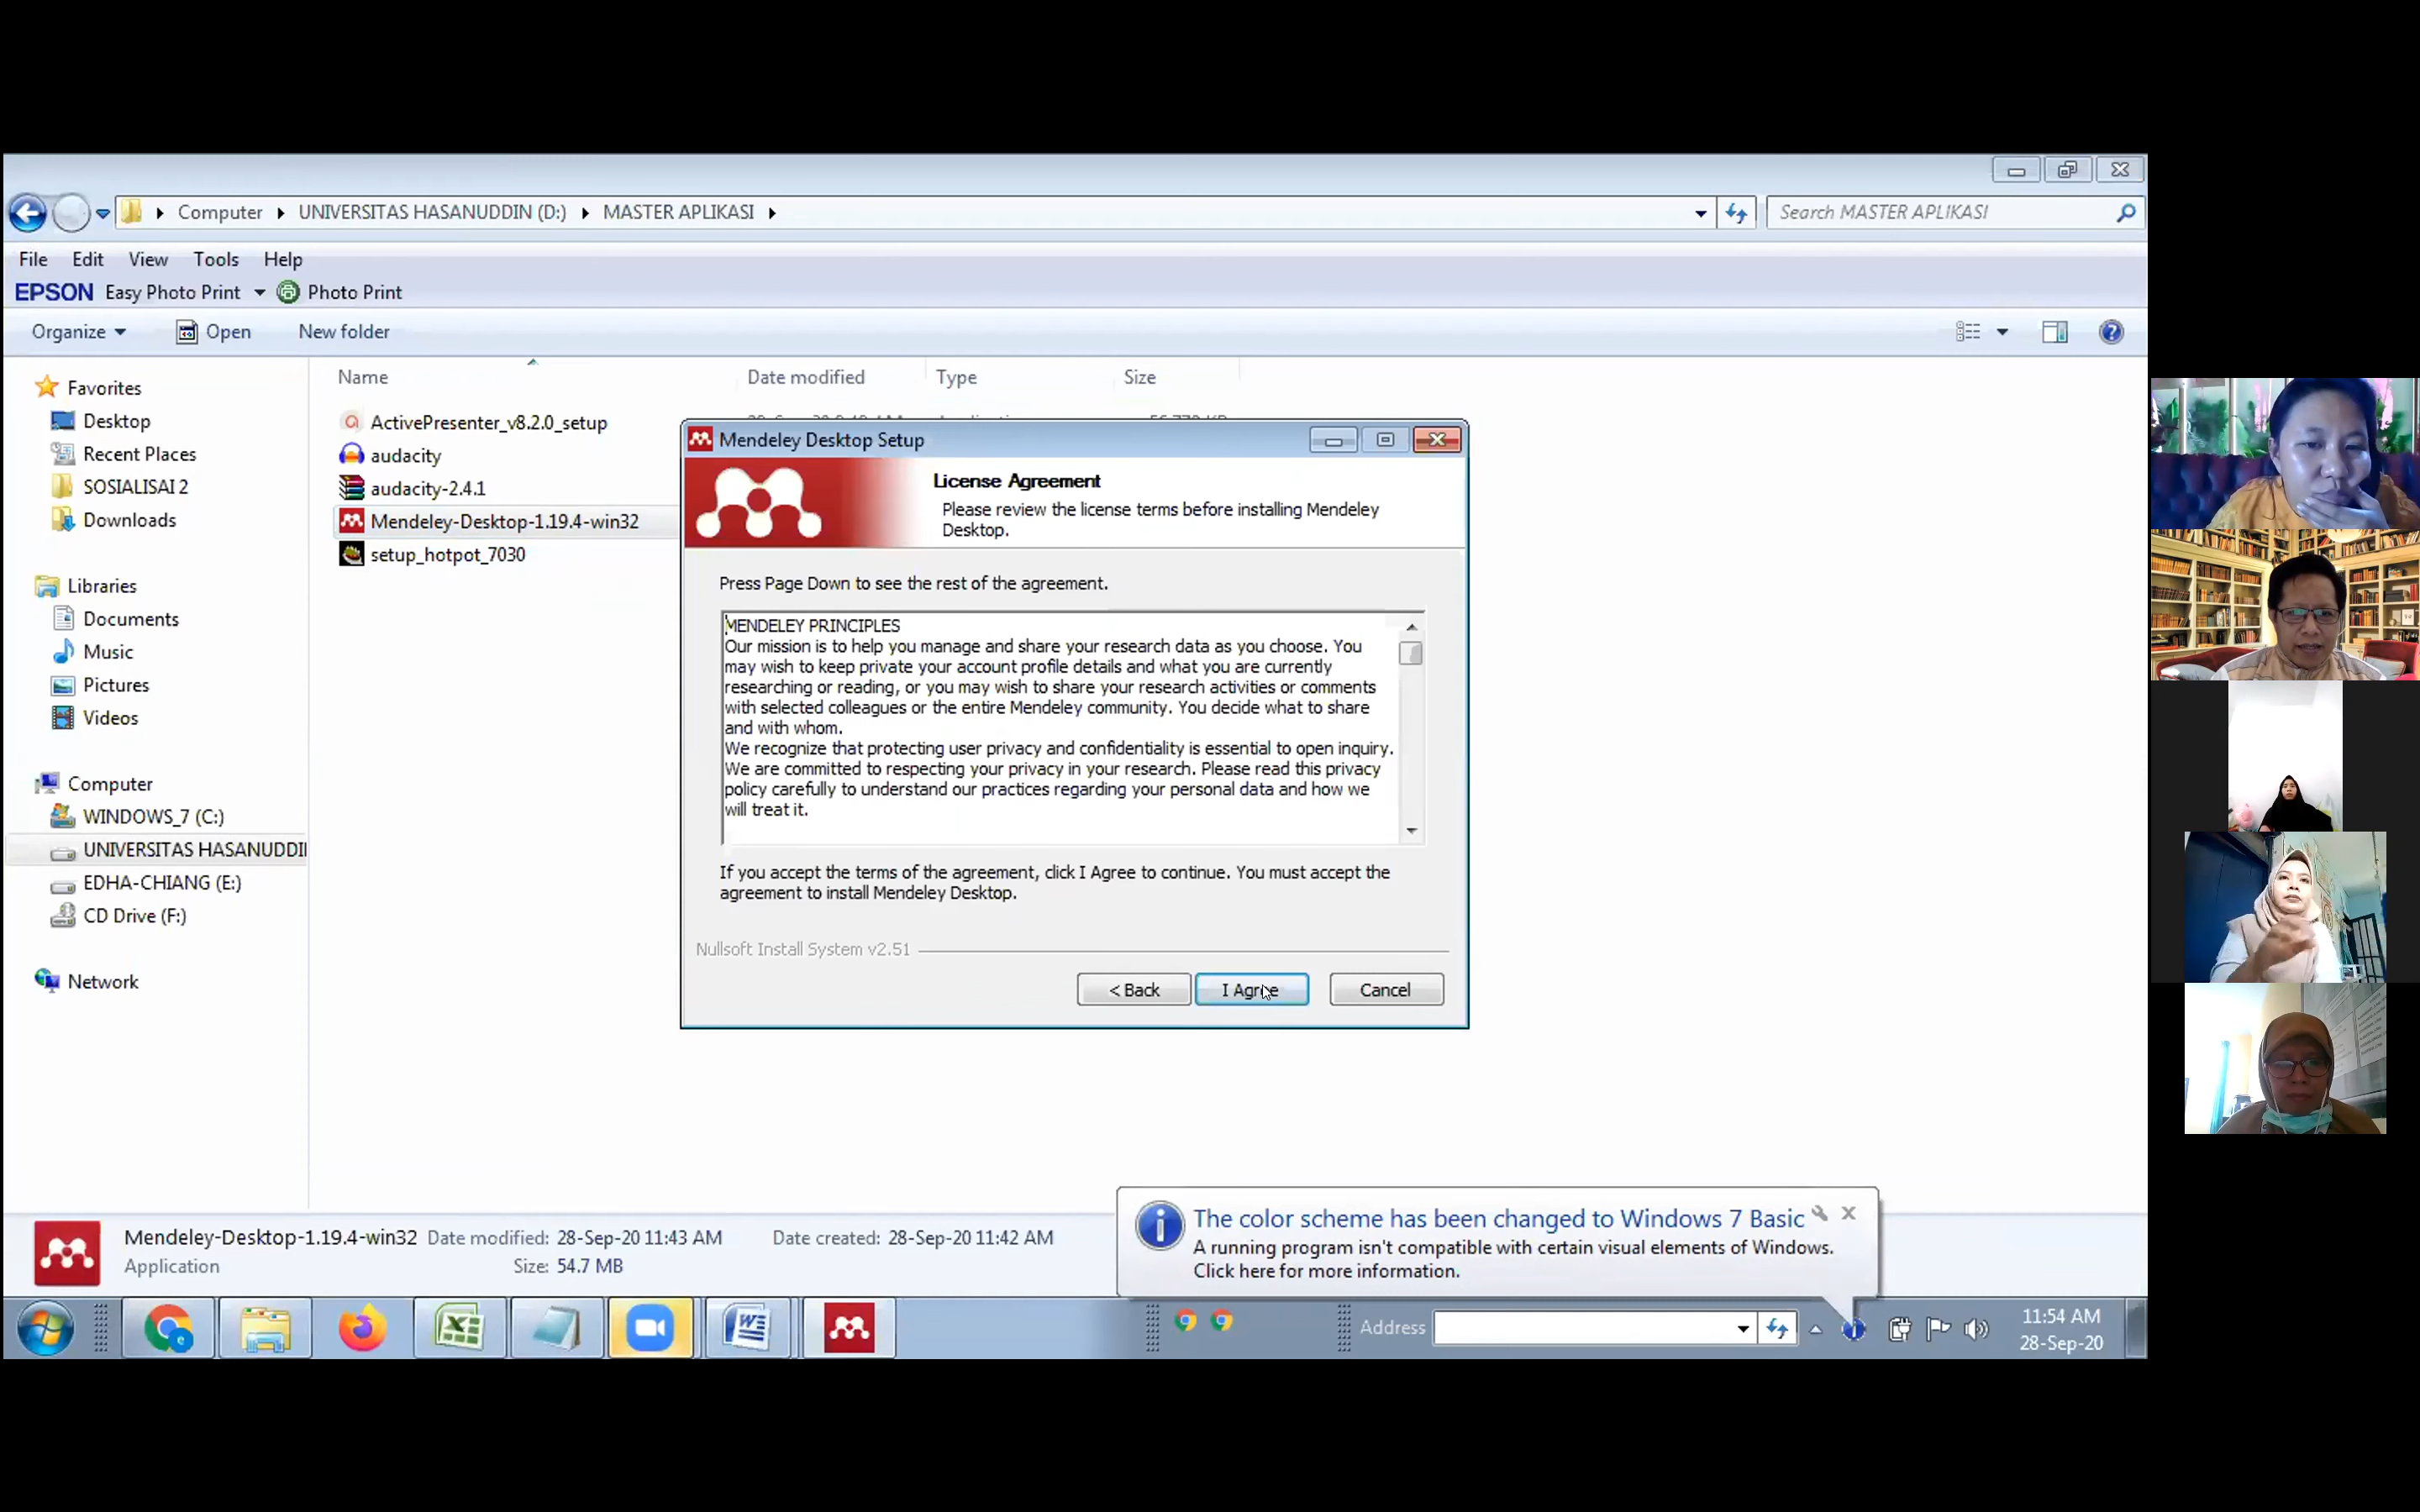 Computer ▸ UNIVERSITAS HASANUDDIN (D:) ▸ MASTER APLIKASI ▸
Search MASTER APLIKASI
File Edit View Tools Help
EPSON Easy Photo Print Photo Print
Organize Open New folder
Name Date modified Type Size
Favorites
Desktop
Recent Places
SOSIALISAI 2
Downloads
Libraries
Documents
Music
Pictures
Videos
Computer
WINDOWS_7 (C:)
UNIVERSITAS HASANUDDI
EDHA-CHIANG (E:)
CD Drive (F:)
Network
ActivePresenter_v8.2.0_setup
audacity
audacity-2.4.1
Mendeley-Desktop-1.19.4-win32
setup_hotpot_7030
Mendeley Desktop Setup
License Agreement
Please review the license terms before installing Mendeley
Desktop.
Press Page Down to see the rest of the agreement.
MENDELEY PRINCIPLES
Our mission is to help you manage and share your research data as you choose. You
may wish to keep private your account profile details and what you are currently
researching or reading, or you may wish to share your research activities or comments
with selected colleagues or the entire Mendeley community. You decide what to share
and with whom.
We recognize that protecting user privacy and confidentiality is essential to open inquiry.
We are committed to respecting your privacy in your research. Please read this privacy
policy carefully to understand our practices regarding your personal data and how we
will treat it.
If you accept the terms of the agreement, click I Agree to continue. You must accept the
agreement to install Mendeley Desktop.
Nullsoft Install System v2.51
< Back I Agree Cancel
Mendeley-Desktop-1.19.4-win32 Date modified: 28-Sep-20 11:43 AM Date created: 28-Sep-20 11:42 AM
Application Size: 54.7 MB
The color scheme has been changed to Windows 7 Basic
A running program isn't compatible with certain visual elements of Windows.
Click here for more information.
Address
11:54 AM
28-Sep-20